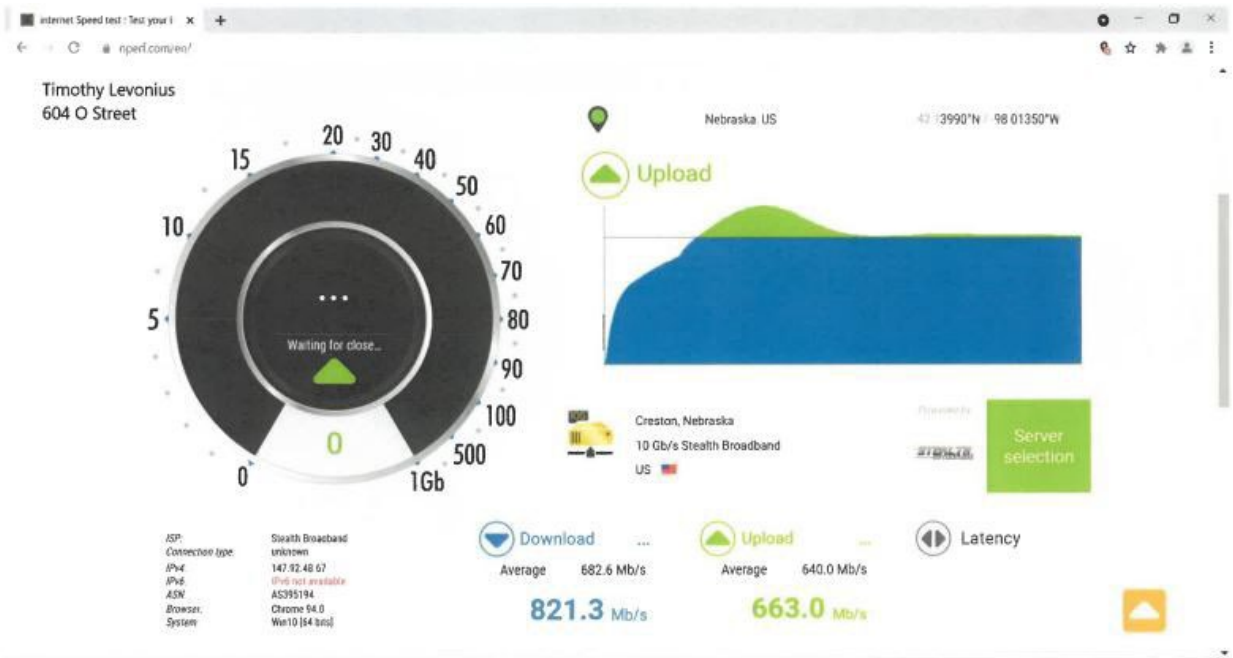 internet Speed test : Test your i
nperf.com/en/
Timothy Levonius
604 O Street
0
5
10
15
20
30
40
50
60
70
80
90
100
500
1Gb
...
Waiting for close...
0
Nebraska US
3990°N 98 01350°W
Upload
Creston, Nebraska
10 Gb/s Stealth Broadband
US
Powered by
Server
selection
ISP: Stealth Broadband
Connection type: unknown
IPv4 147.92.48.67
IPv6 IPv6 not available
ASN AS395194
Browser: Chrome 94.0
System Win10 [64 bits]
Download ...
Average 682.6 Mb/s
821.3 Mb/s
Upload ...
Average 640.0 Mb/s
663.0 Mb/s
Latency